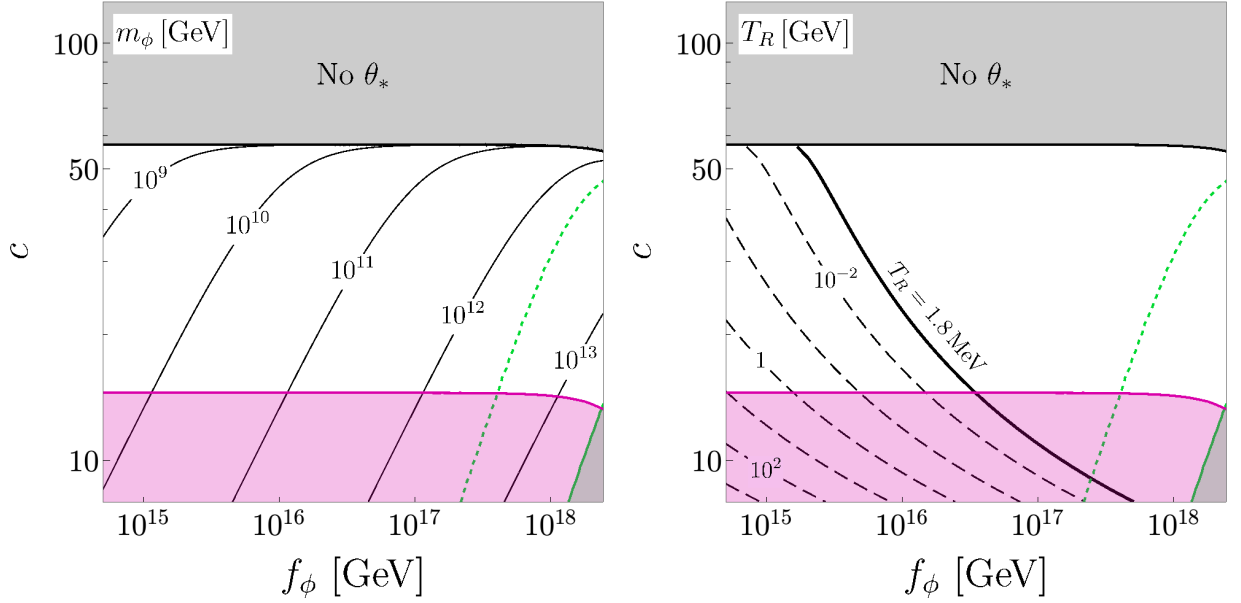 m_ϕ [GeV]
No θ_*
100
50
10
c
10^9
10^10
10^11
10^12
10^13
10^15
10^16
10^17
10^18
f_ϕ [GeV]
T_R [GeV]
No θ_*
100
50
10
c
10^-2
T_R = 1.8 MeV
1
10^2
10^15
10^16
10^17
10^18
f_ϕ [GeV]